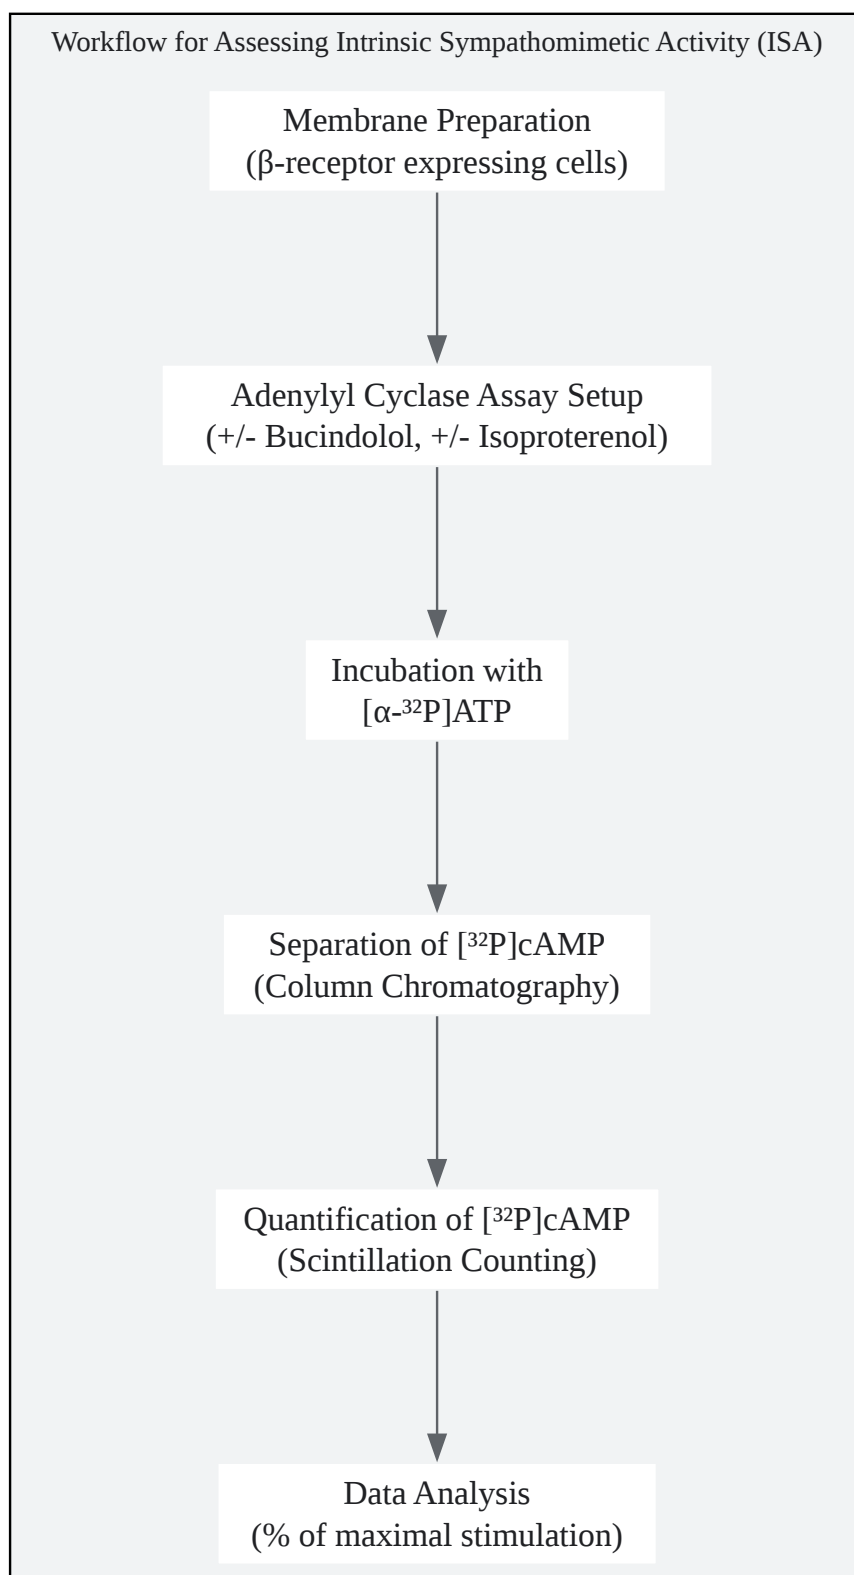 Workflow for Assessing Intrinsic Sympathomimetic Activity (ISA)
Membrane Preparation
(β-receptor expressing cells)
Adenylyl Cyclase Assay Setup
(+/- Bucindolol, +/- Isoproterenol)
Incubation with
[α-³²P]ATP
Separation of [³²P]cAMP
(Column Chromatography)
Quantification of [³²P]cAMP
(Scintillation Counting)
Data Analysis
(% of maximal stimulation)